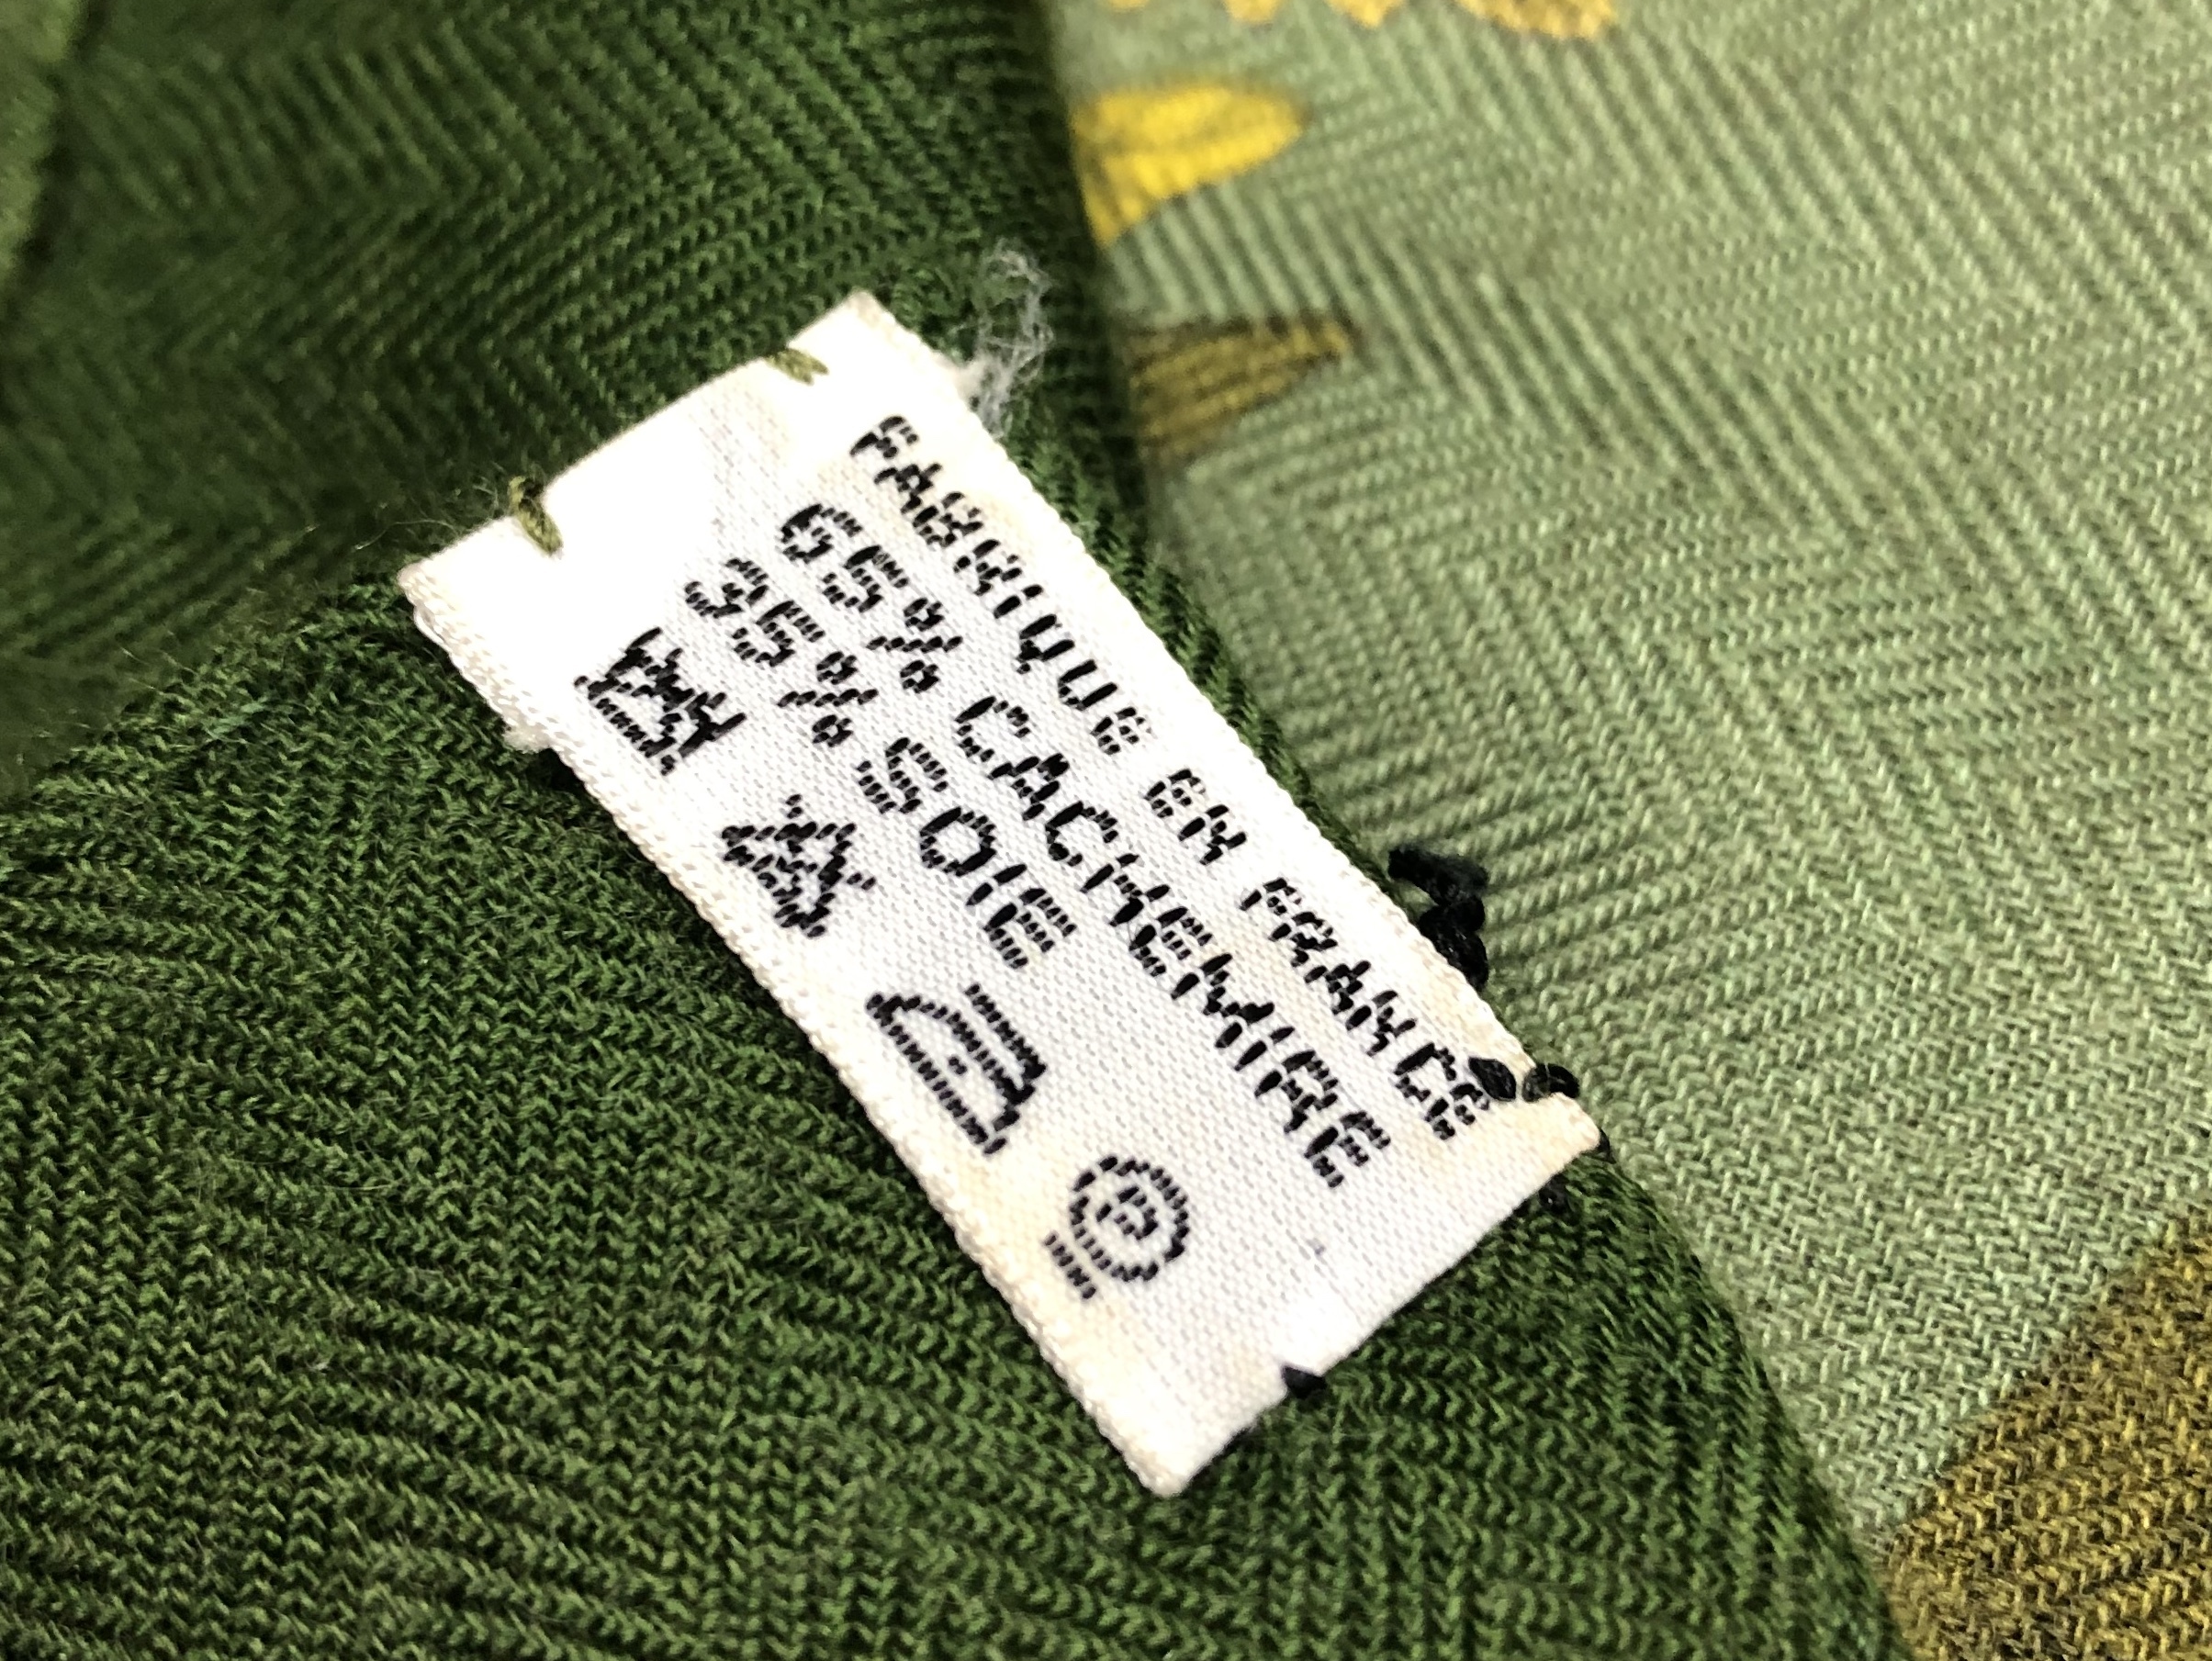 FABRIQUE EN FRANCE
65% CACHEMIRE
35% SOIE
P